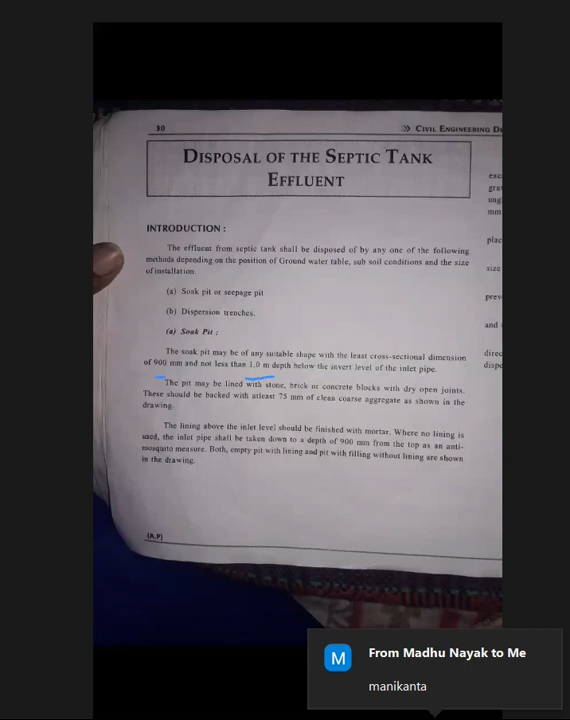 30
» CIVIL ENGINEERING
DISPOSAL OF THE SEPTIC TANK
EFFLUENT
INTRODUCTION :
The effluent from septic tank shall be disposed of by any one of the following
methods depending on the position of Ground water table, sub soil conditions and the size
of installation.
(a) Soak pit or seepage pit
(b) Dispersion trenches.
(a) Soak Pit :
The soak pit may be of any suitable shape with the least cross-sectional dimension
of 900 mm and not less than 1.0 m depth below the invert level of the inlet pipe.
The pit may be lined with stone, brick or concrete blocks with dry open joints.
These should be backed with atleast 75 mm of clean coarse aggregate as shown in the
drawing.
The lining above the inlet level should be finished with mortar. Where no lining is
used, the inlet pipe shall be taken down to a depth of 900 mm from the top as an anti-
mosquito measure. Both, empty pit with lining and pit with filling without lining are shown
in the drawing.
(A.P)
mm
size
and
From Madhu Nayak to Me
M
manikanta